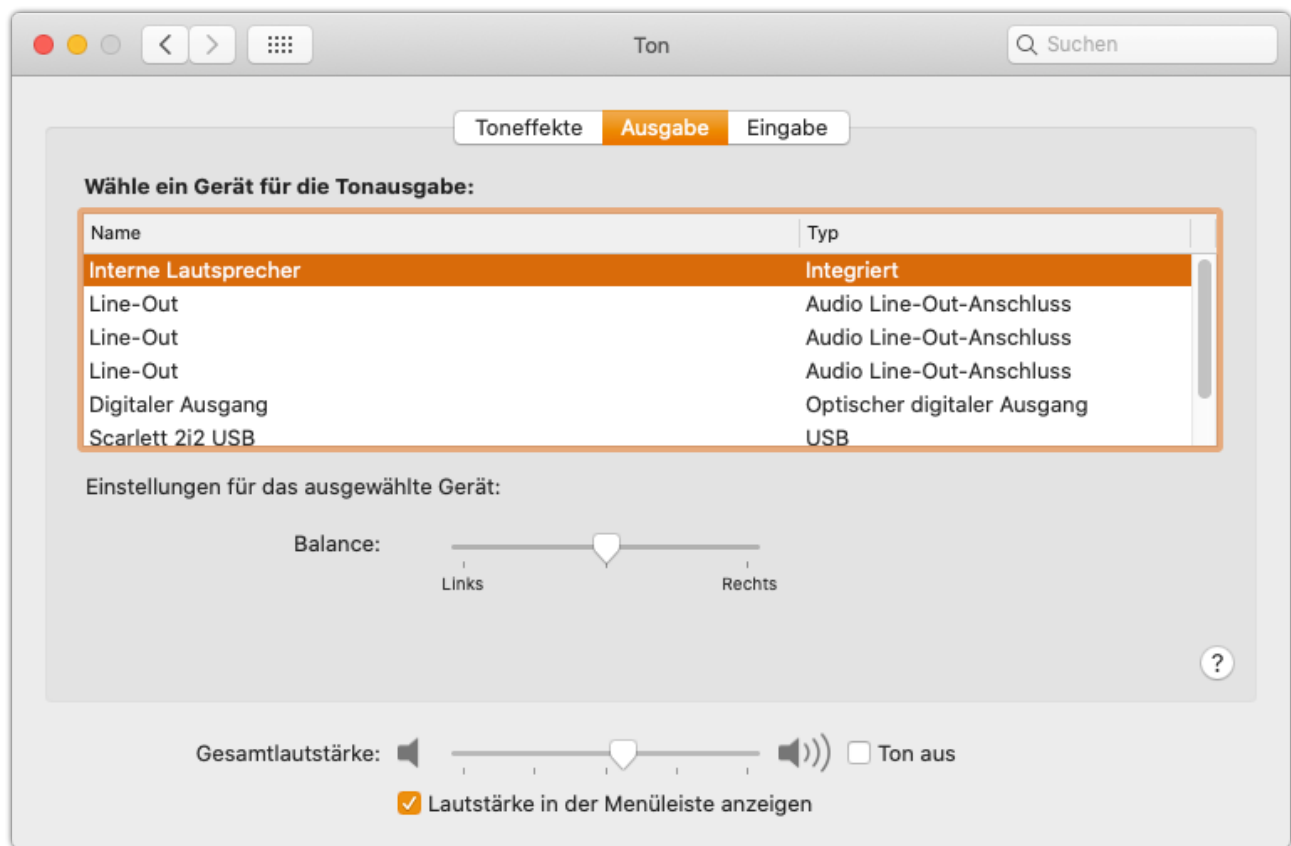 Ton
Suchen
Toneffekte Ausgabe Eingabe
Wähle ein Gerät für die Tonausgabe:
Name Typ
Interne Lautsprecher Integriert
Line-Out Audio Line-Out-Anschluss
Line-Out Audio Line-Out-Anschluss
Line-Out Audio Line-Out-Anschluss
Digitaler Ausgang Optischer digitaler Ausgang
Scarlett 2i2 USB USB
Einstellungen für das ausgewählte Gerät:
Balance:
Links Rechts
?
Gesamtlautstärke: Ton aus
Lautstärke in der Menüleiste anzeigen